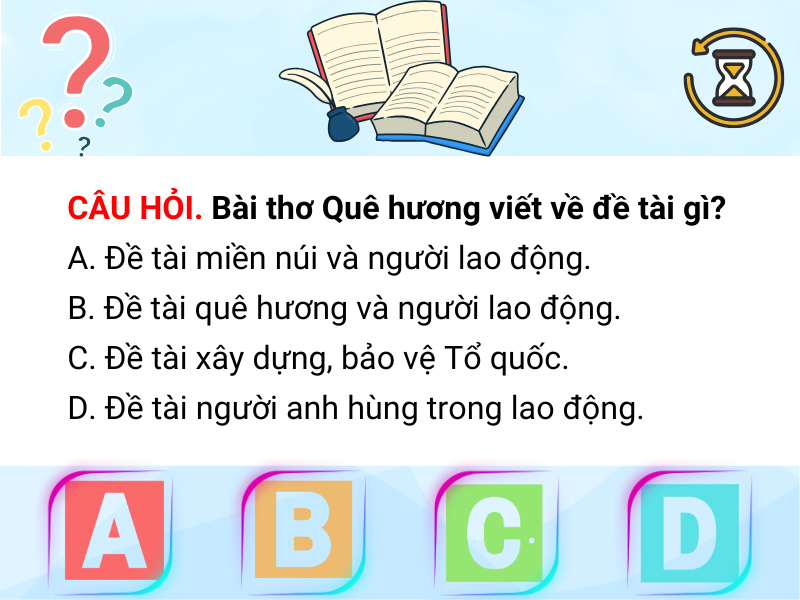 CÂU HỎI. Bài thơ Quê hương viết về đề tài gì?
A. Đề tài miền núi và người lao động.
B. Đề tài quê hương và người lao động.
C. Đề tài xây dựng, bảo vệ Tổ quốc.
D. Đề tài người anh hùng trong lao động.
A B C D